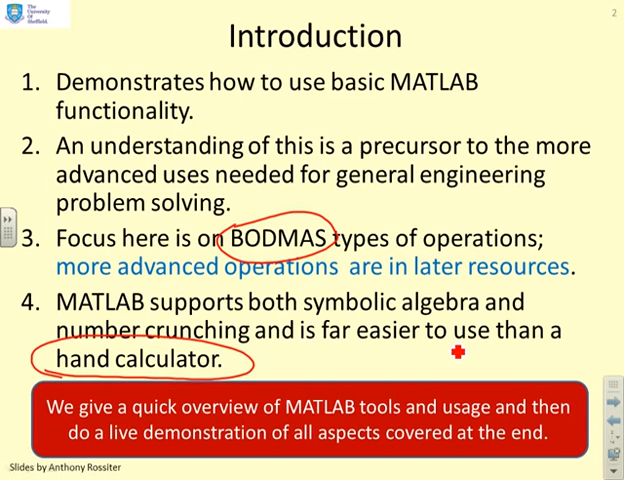 The
University
Of
Sheffield.
2
Introduction
1. Demonstrates how to use basic MATLAB
functionality.
2. An understanding of this is a precursor to the more
advanced uses needed for general engineering
problem solving.
3. Focus here is on BODMAS types of operations;
more advanced operations are in later resources.
4. MATLAB supports both symbolic algebra and
number crunching and is far easier to use than a
hand calculator.
We give a quick overview of MATLAB tools and usage and then
do a live demonstration of all aspects covered at the end.
Slides by Anthony Rossiter